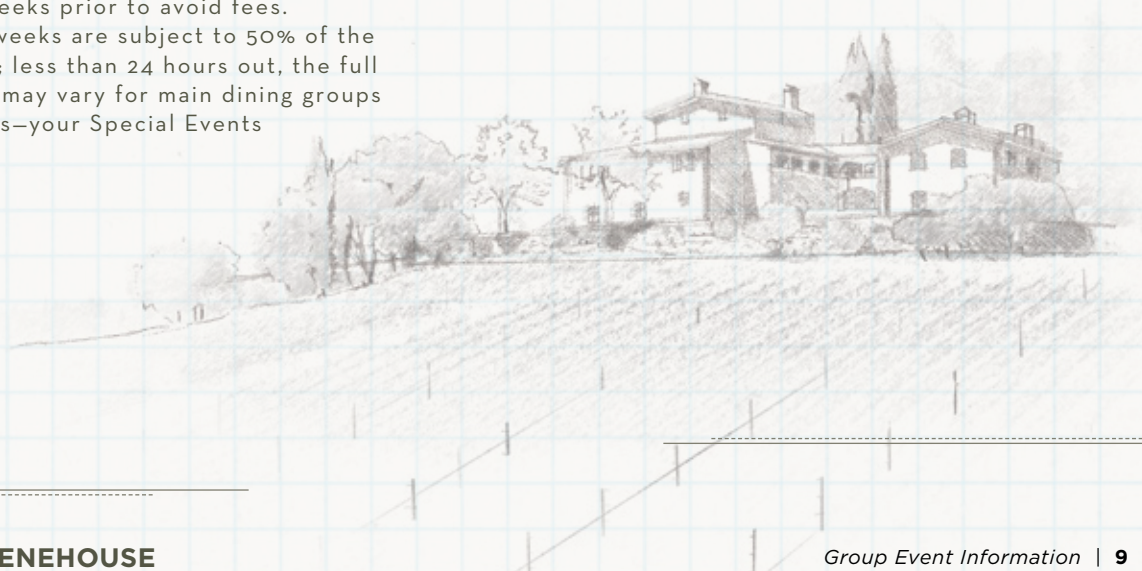 eeks prior to avoid fees.
weeks are subject to 50% of the
; less than 24 hours out, the full
may vary for main dining groups
s—your Special Events
ENEHOUSE
Group Event Information | 9